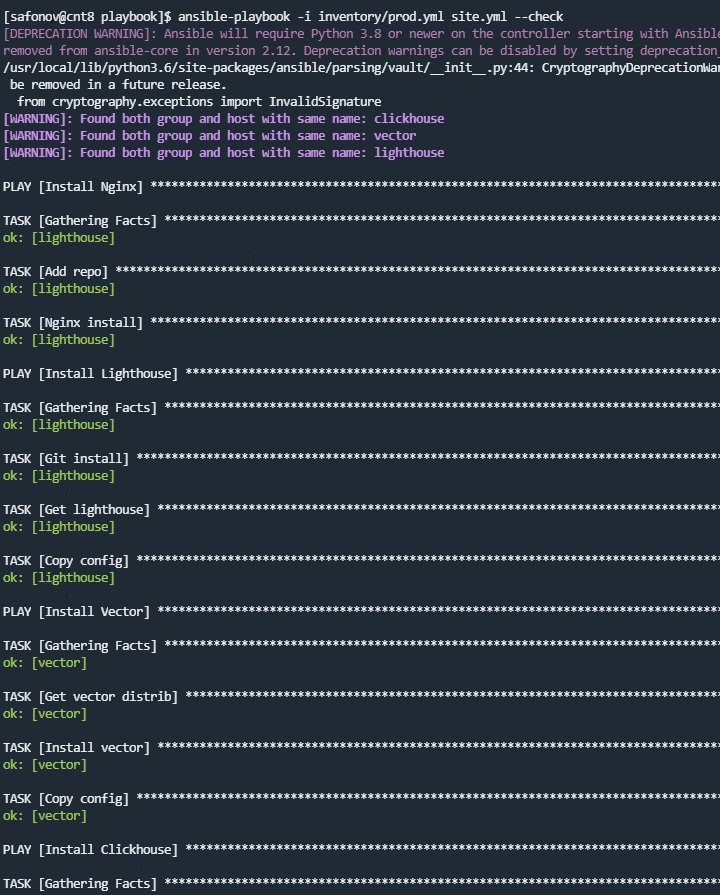 [safonov@cnt8 playbook]$ ansible-playbook -i inventory/prod.yml site.yml --check
[DEPRECATION WARNING]: Ansible will require Python 3.8 or newer on the controller starting with Ansible
removed from ansible-core in version 2.12. Deprecation warnings can be disabled by setting deprecation_
/usr/local/lib/python3.6/site-packages/ansible/parsing/vault/__init__.py:44: CryptographyDeprecationWar
be removed in a future release.
from cryptography.exceptions import InvalidSignature
[WARNING]: Found both group and host with same name: clickhouse
[WARNING]: Found both group and host with same name: vector
[WARNING]: Found both group and host with same name: lighthouse
PLAY [Install Nginx] *********************************************************************************
TASK [Gathering Facts] *******************************************************************************
ok: [lighthouse]
TASK [Add repo] **************************************************************************************
ok: [lighthouse]
TASK [Nginx install] *********************************************************************************
ok: [lighthouse]
PLAY [Install Lighthouse] ****************************************************************************
TASK [Gathering Facts] *******************************************************************************
ok: [lighthouse]
TASK [Git install] ***********************************************************************************
ok: [lighthouse]
TASK [Get lighthouse] ********************************************************************************
ok: [lighthouse]
TASK [Copy config] ***********************************************************************************
ok: [lighthouse]
PLAY [Install Vector] ********************************************************************************
TASK [Gathering Facts] *******************************************************************************
ok: [vector]
TASK [Get vector distrib] ****************************************************************************
ok: [vector]
TASK [Install vector] ********************************************************************************
ok: [vector]
TASK [Copy config] ***********************************************************************************
ok: [vector]
PLAY [Install Clickhouse] ****************************************************************************
TASK [Gathering Facts] *******************************************************************************